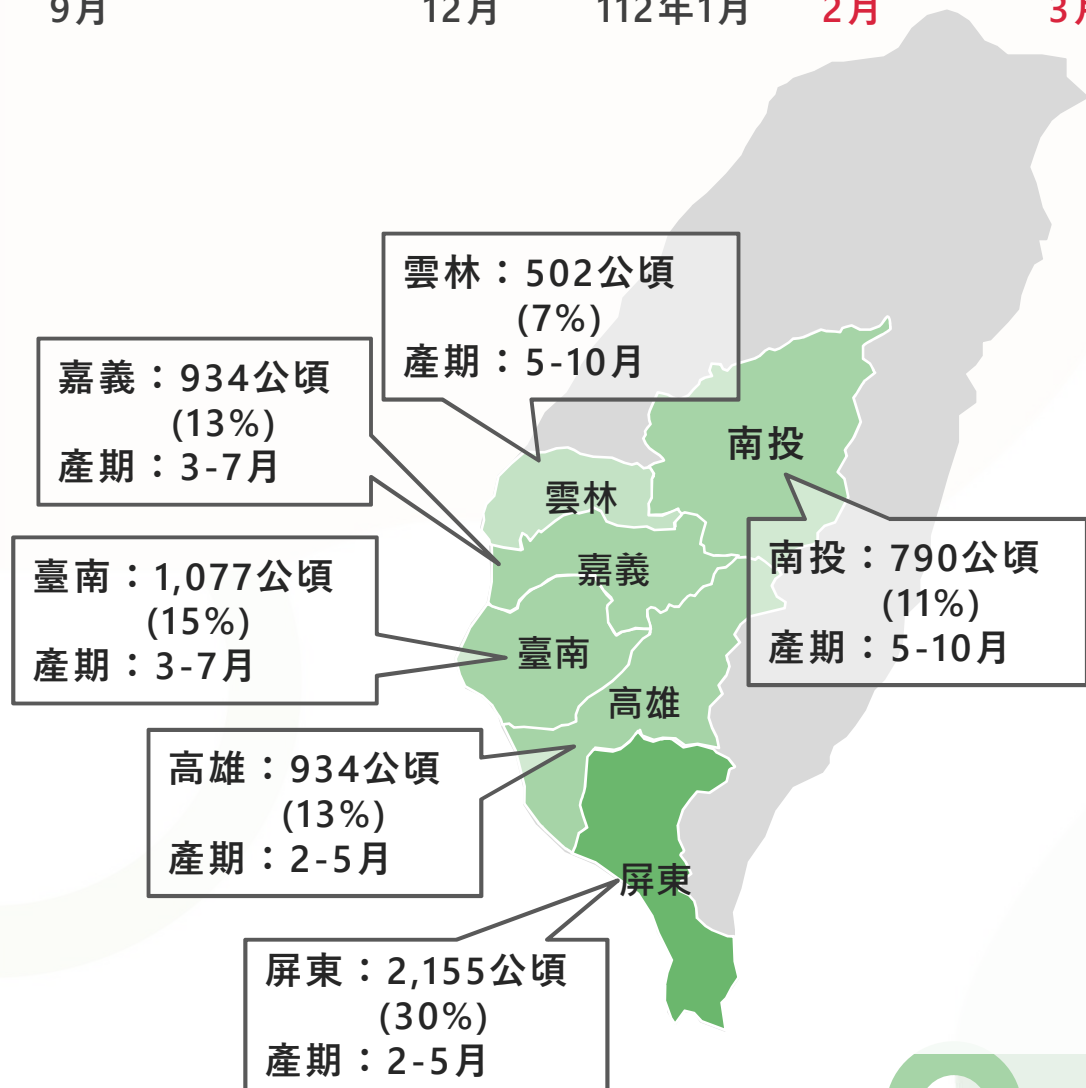 9月 12月 112年1月 2月 3月
雲林：502公頃
(7%)
產期：5-10月
嘉義：934公頃
(13%)
產期：3-7月
南投
雲林
嘉義
臺南：1,077公頃
(15%)
產期：3-7月
南投：790公頃
(11%)
產期：5-10月
臺南
高雄
高雄：934公頃
(13%)
產期：2-5月
屏東
屏東：2,155公頃
(30%)
產期：2-5月